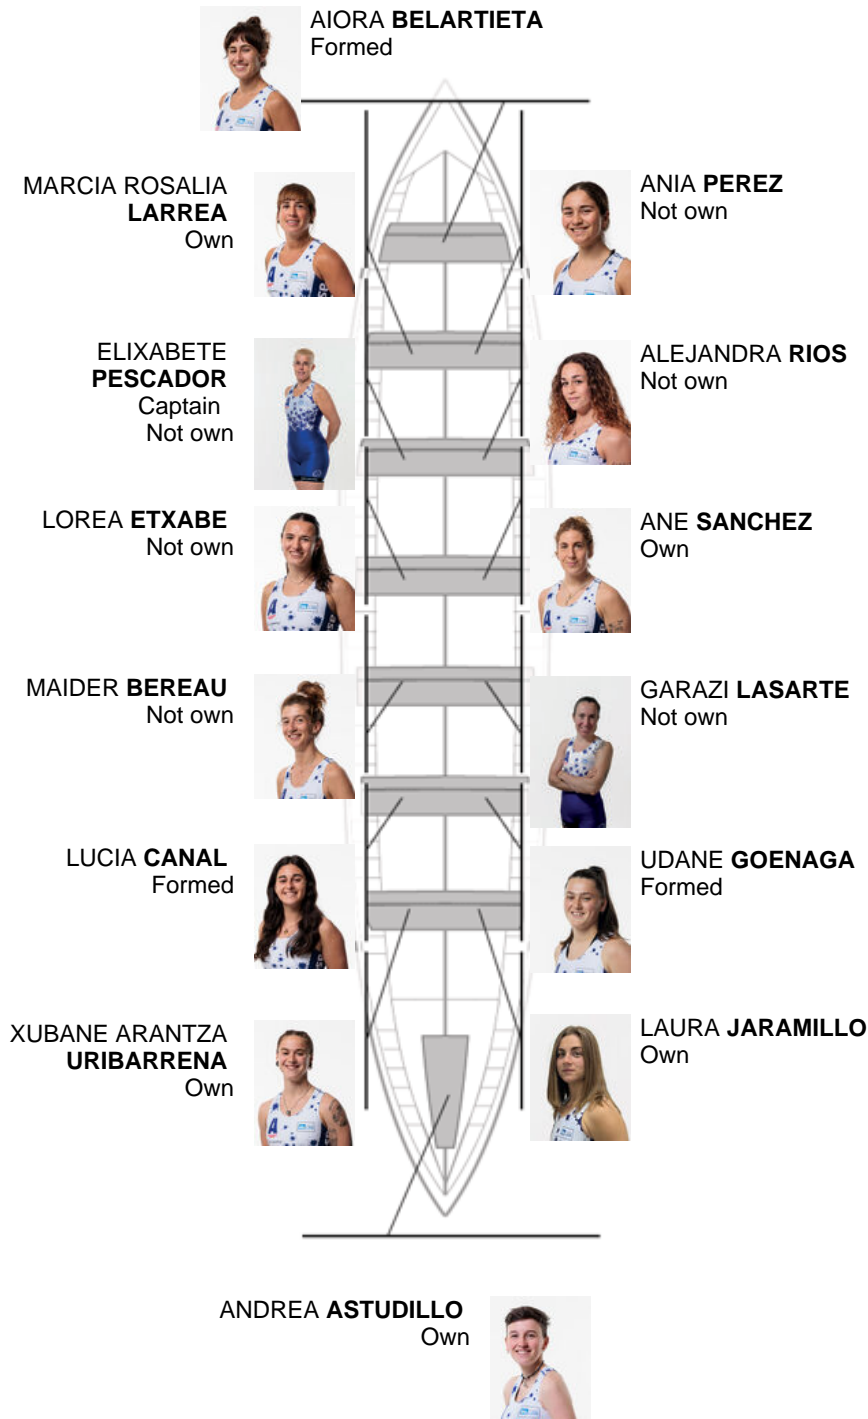 AIORA BELARTIETA
Formed
MARCIA ROSALIA
LARREA
Own
ANIA PEREZ
Not own
ELIXABETE
PESCADOR
Captain
Not own
ALEJANDRA RIOS
Not own
LOREA ETXABE
Not own
ANE SANCHEZ
Own
MAIDER BEREAU
Not own
GARAZI LASARTE
Not own
LUCIA CANAL
Formed
UDANE GOENAGA
Formed
XUBANE ARANTZA
URIBARRENA
Own
LAURA JARAMILLO
Own
ANDREA ASTUDILLO
Own